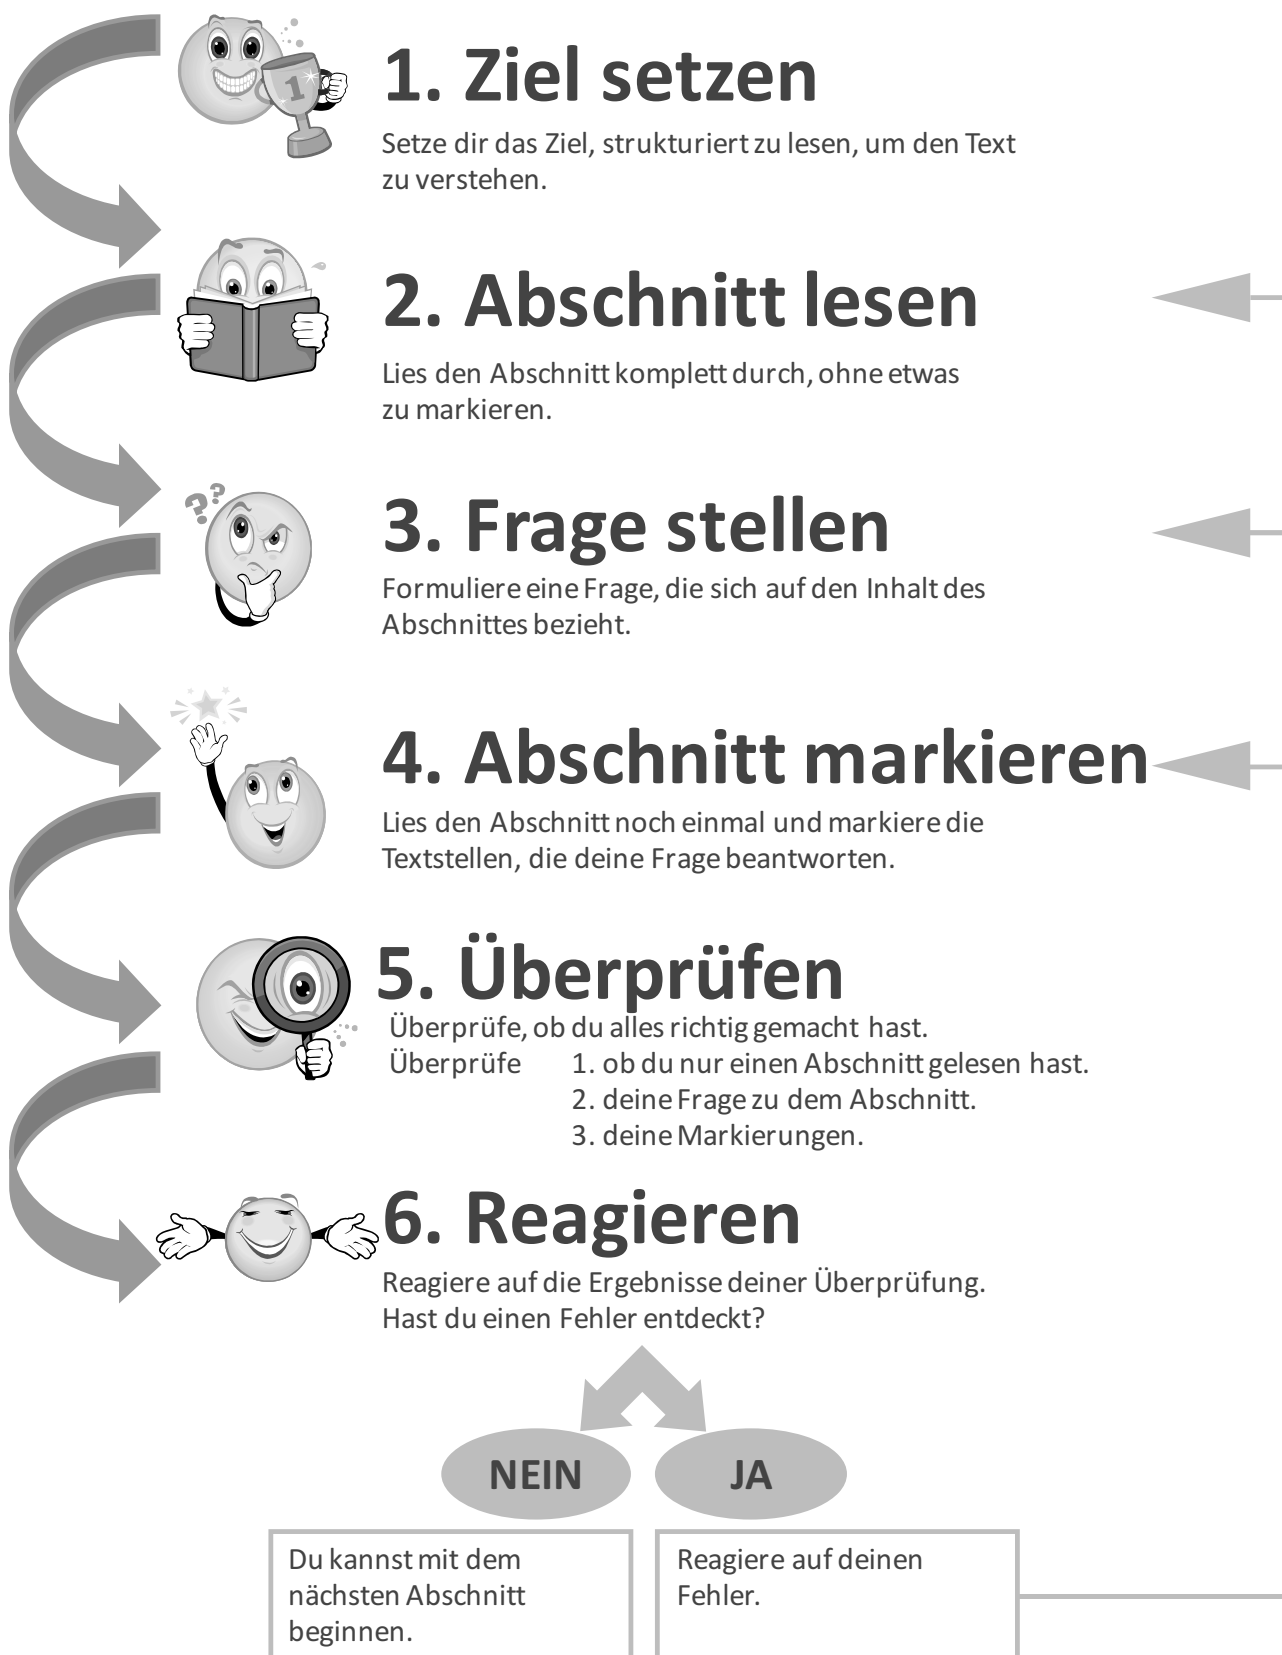 1
1. Ziel setzen
Setze dir das Ziel, strukturiert zu lesen, um den Text
zu verstehen.
2. Abschnitt lesen
Lies den Abschnitt komplett durch, ohne etwas
zu markieren.
??
3. Frage stellen
Formuliere eine Frage, die sich auf den Inhalt des
Abschnittes bezieht.
4. Abschnitt markieren
Lies den Abschnitt noch einmal und markiere die
Textstellen, die deine Frage beantworten.
5. Überprüfen
Überprüfe, ob du alles richtig gemacht hast.
Überprüfe 1. ob du nur einen Abschnitt gelesen hast.
2. deine Frage zu dem Abschnitt.
3. deine Markierungen.
6. Reagieren
Reagiere auf die Ergebnisse deiner Überprüfung.
Hast du einen Fehler entdeckt?
NEIN
JA
Du kannst mit dem
nächsten Abschnitt
beginnen.
Reagiere auf deinen
Fehler.